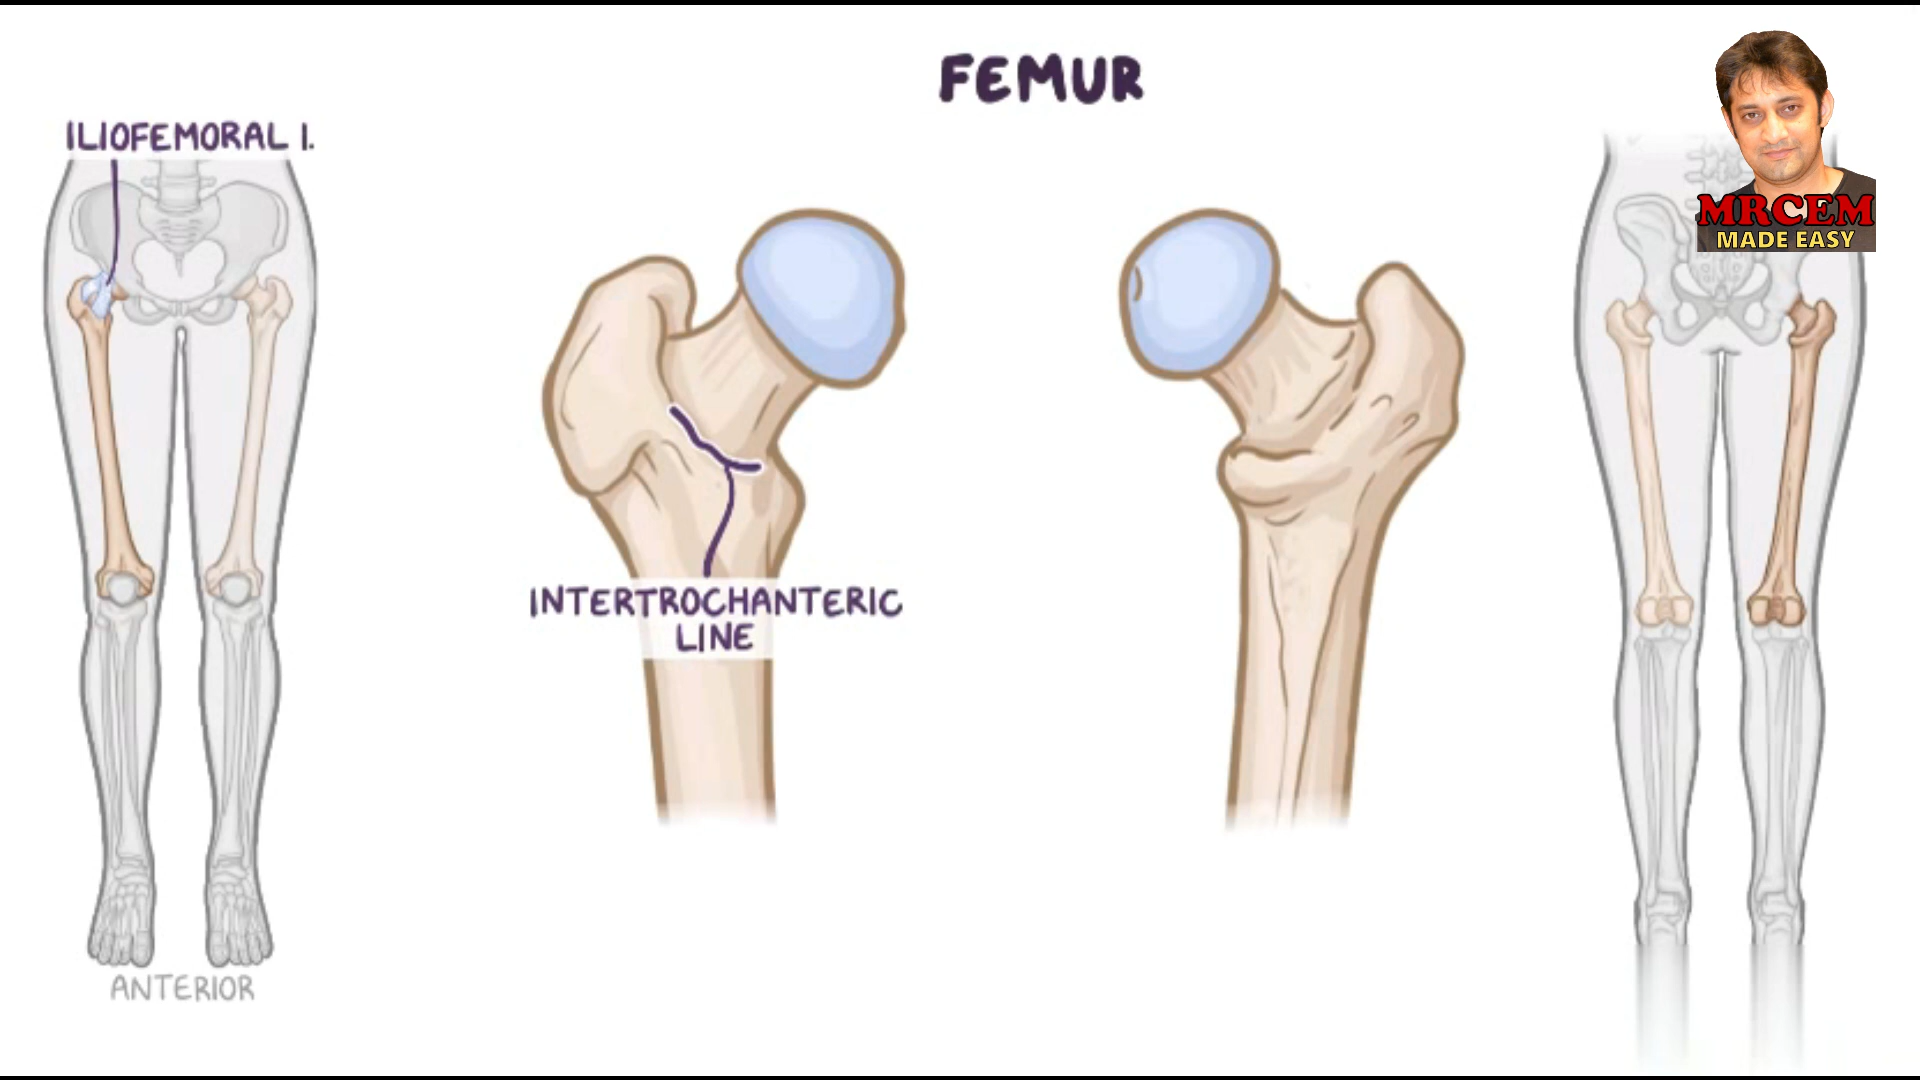 FEMUR
ILIOFEMORAL l.
MRCEM
MADE EASY
INTERTROCHANTERIC
LINE
ANTERIOR